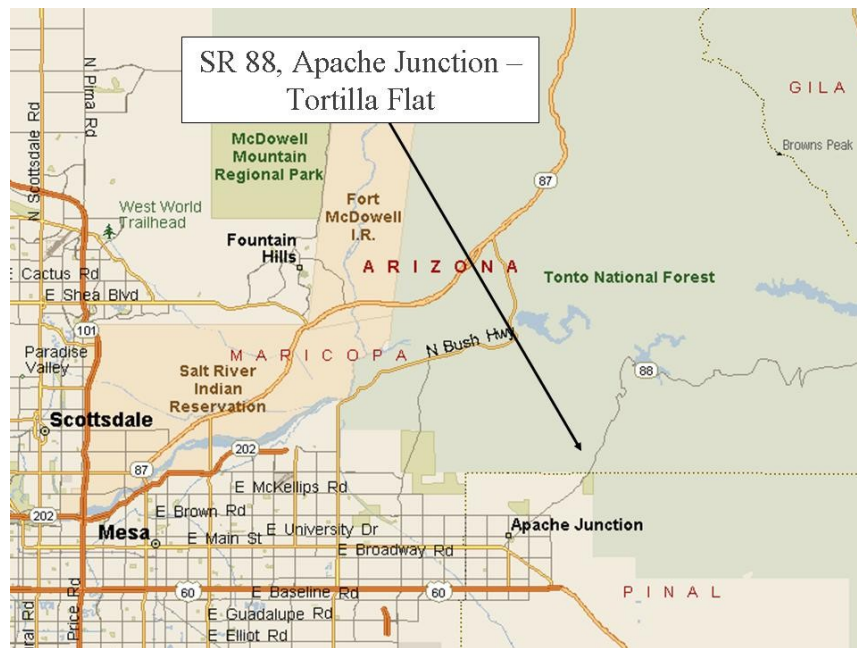 SR 88, Apache Junction –
Tortilla Flat
N Scottsdale Rd
N Pima Rd
GILA
McDowell
Mountain
Regional Park
Browns Peak
87
West World
Trailhead
Fort
McDowell
I.R.
Fountain
Hills
ARIZONA
E Cactus Rd
Tonto National Forest
E Shea Blvd
101
N Bush Hwy
Paradise
Valley
MARICOPA
88
Salt River
Indian
Reservation
Scottsdale
202
87
E McKellips Rd
202
E Brown Rd
Mesa
E University Dr
Apache Junction
E Main St
E Broadway Rd
60
E Baseline Rd
60
PINAL
E Guadalupe Rd
E Elliot Rd
Price Rd